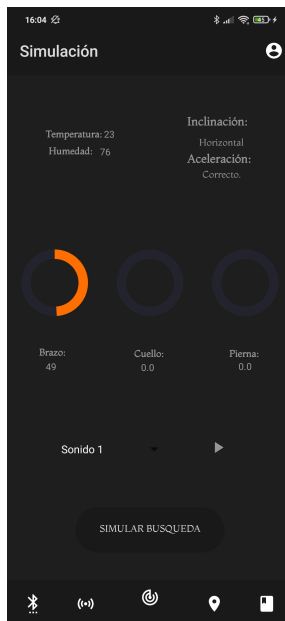 16:04
45
Simulación
Temperatura: 23
Humedad: 76
Inclinación:
Horizontal
Aceleración:
Correcto.
Brazo:
49
Cuello:
0.0
Pierna:
0.0
Sonido 1
SIMULAR BUSQUEDA